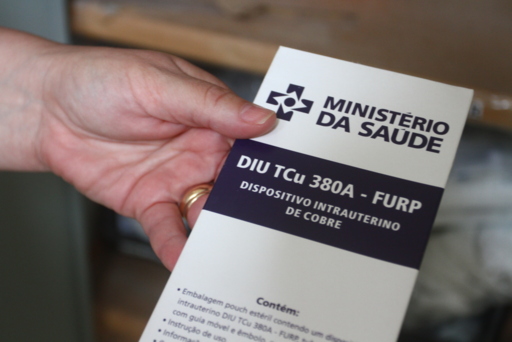 MINISTÉRIO
DA SAÚDE
DIU TCu 380A - FURP
DISPOSITIVO INTRAUTERINO
DE COBRE
Contém:
• Embalagem pouch estéril contendo um
intrauterino DIU TCu 380A - FURP
com guia móvel e êmbolo
• Instrução de uso